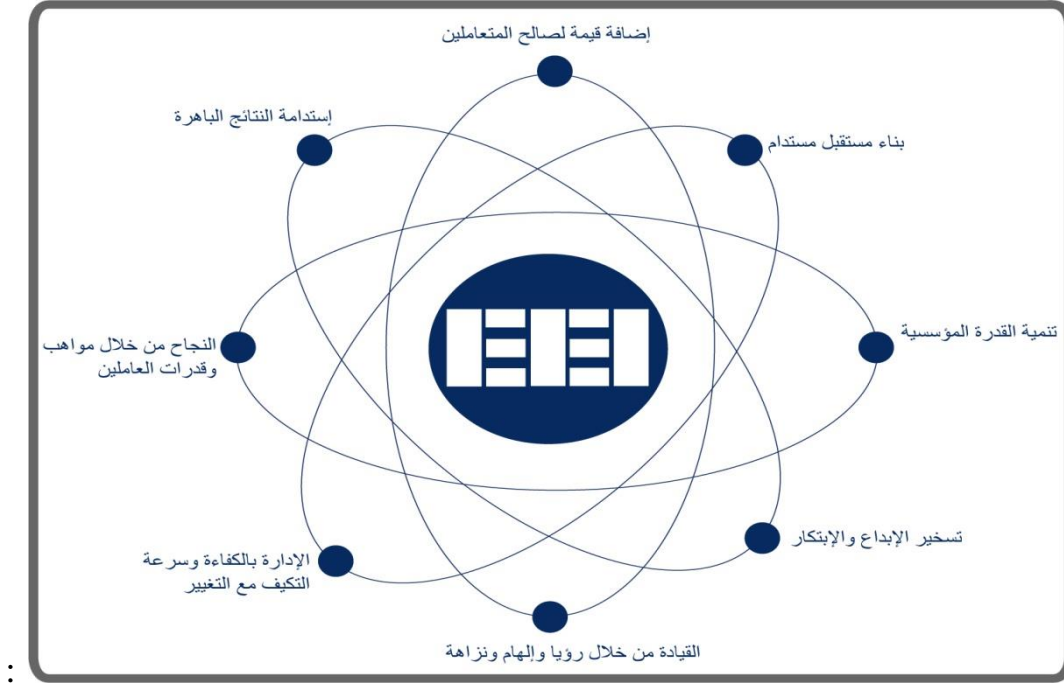 إضافة قيمة لصالح المتعاملين
إستدامة النتائج الباهرة
بناء مستقبل مستدام
النجاح من خلال مواهب
وقدرات العاملين
تنمية القدرة المؤسسية
تسخير الإبداع والإبتكار
الإدارة بالكفاءة وسرعة
التكيف مع التغيير
القيادة من خلال رؤيا وإلهام ونزاهة
: